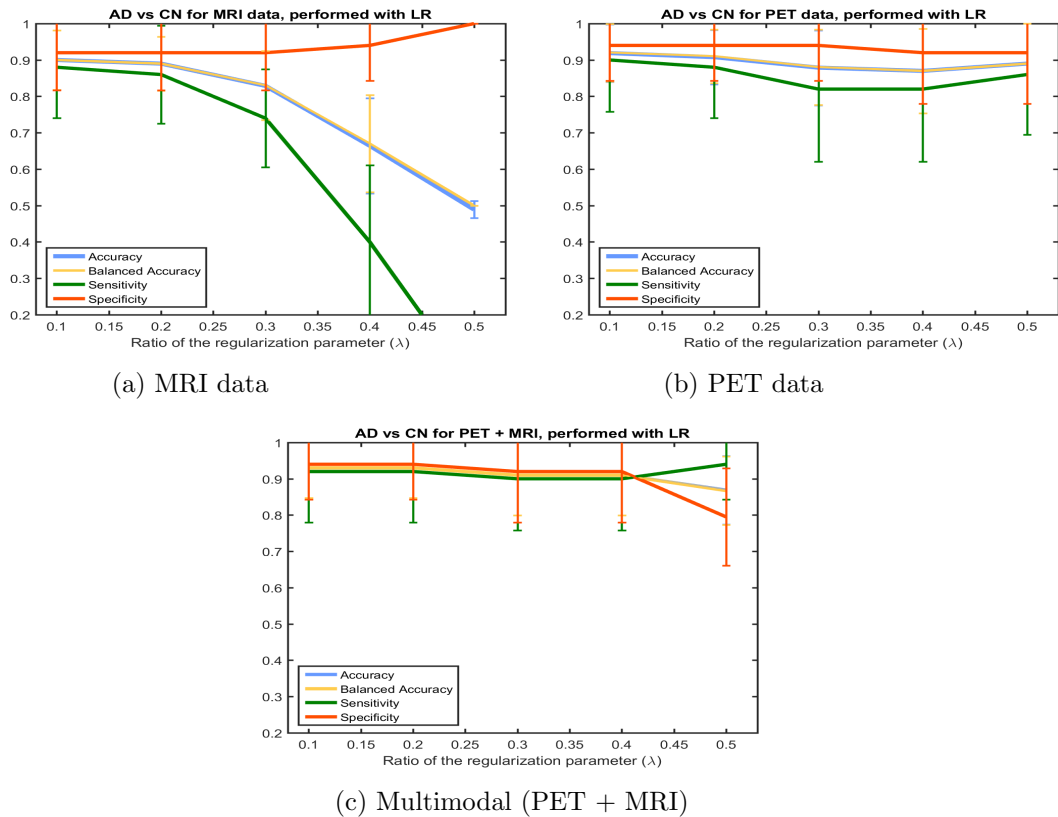 AD vs CN for MRI data, performed with LR
1
0.9
0.8
0.7
0.6
0.5
0.4
0.3
0.2
Accuracy
Balanced Accuracy
Sensitivity
Specificity
0.1 0.15 0.2 0.25 0.3 0.35 0.4 0.45 0.5
Ratio of the regularization parameter (λ)
(a) MRI data
AD vs CN for PET data, performed with LR
1
0.9
0.8
0.7
0.6
0.5
0.4
0.3
0.2
Accuracy
Balanced Accuracy
Sensitivity
Specificity
0.1 0.15 0.2 0.25 0.3 0.35 0.4 0.45 0.5
Ratio of the regularization parameter (λ)
(b) PET data
AD vs CN for PET + MRI, performed with LR
1
0.9
0.8
0.7
0.6
0.5
0.4
0.3
0.2
Accuracy
Balanced Accuracy
Sensitivity
Specificity
0.1 0.15 0.2 0.25 0.3 0.35 0.4 0.45 0.5
Ratio of the regularization parameter (λ)
(c) Multimodal (PET + MRI)